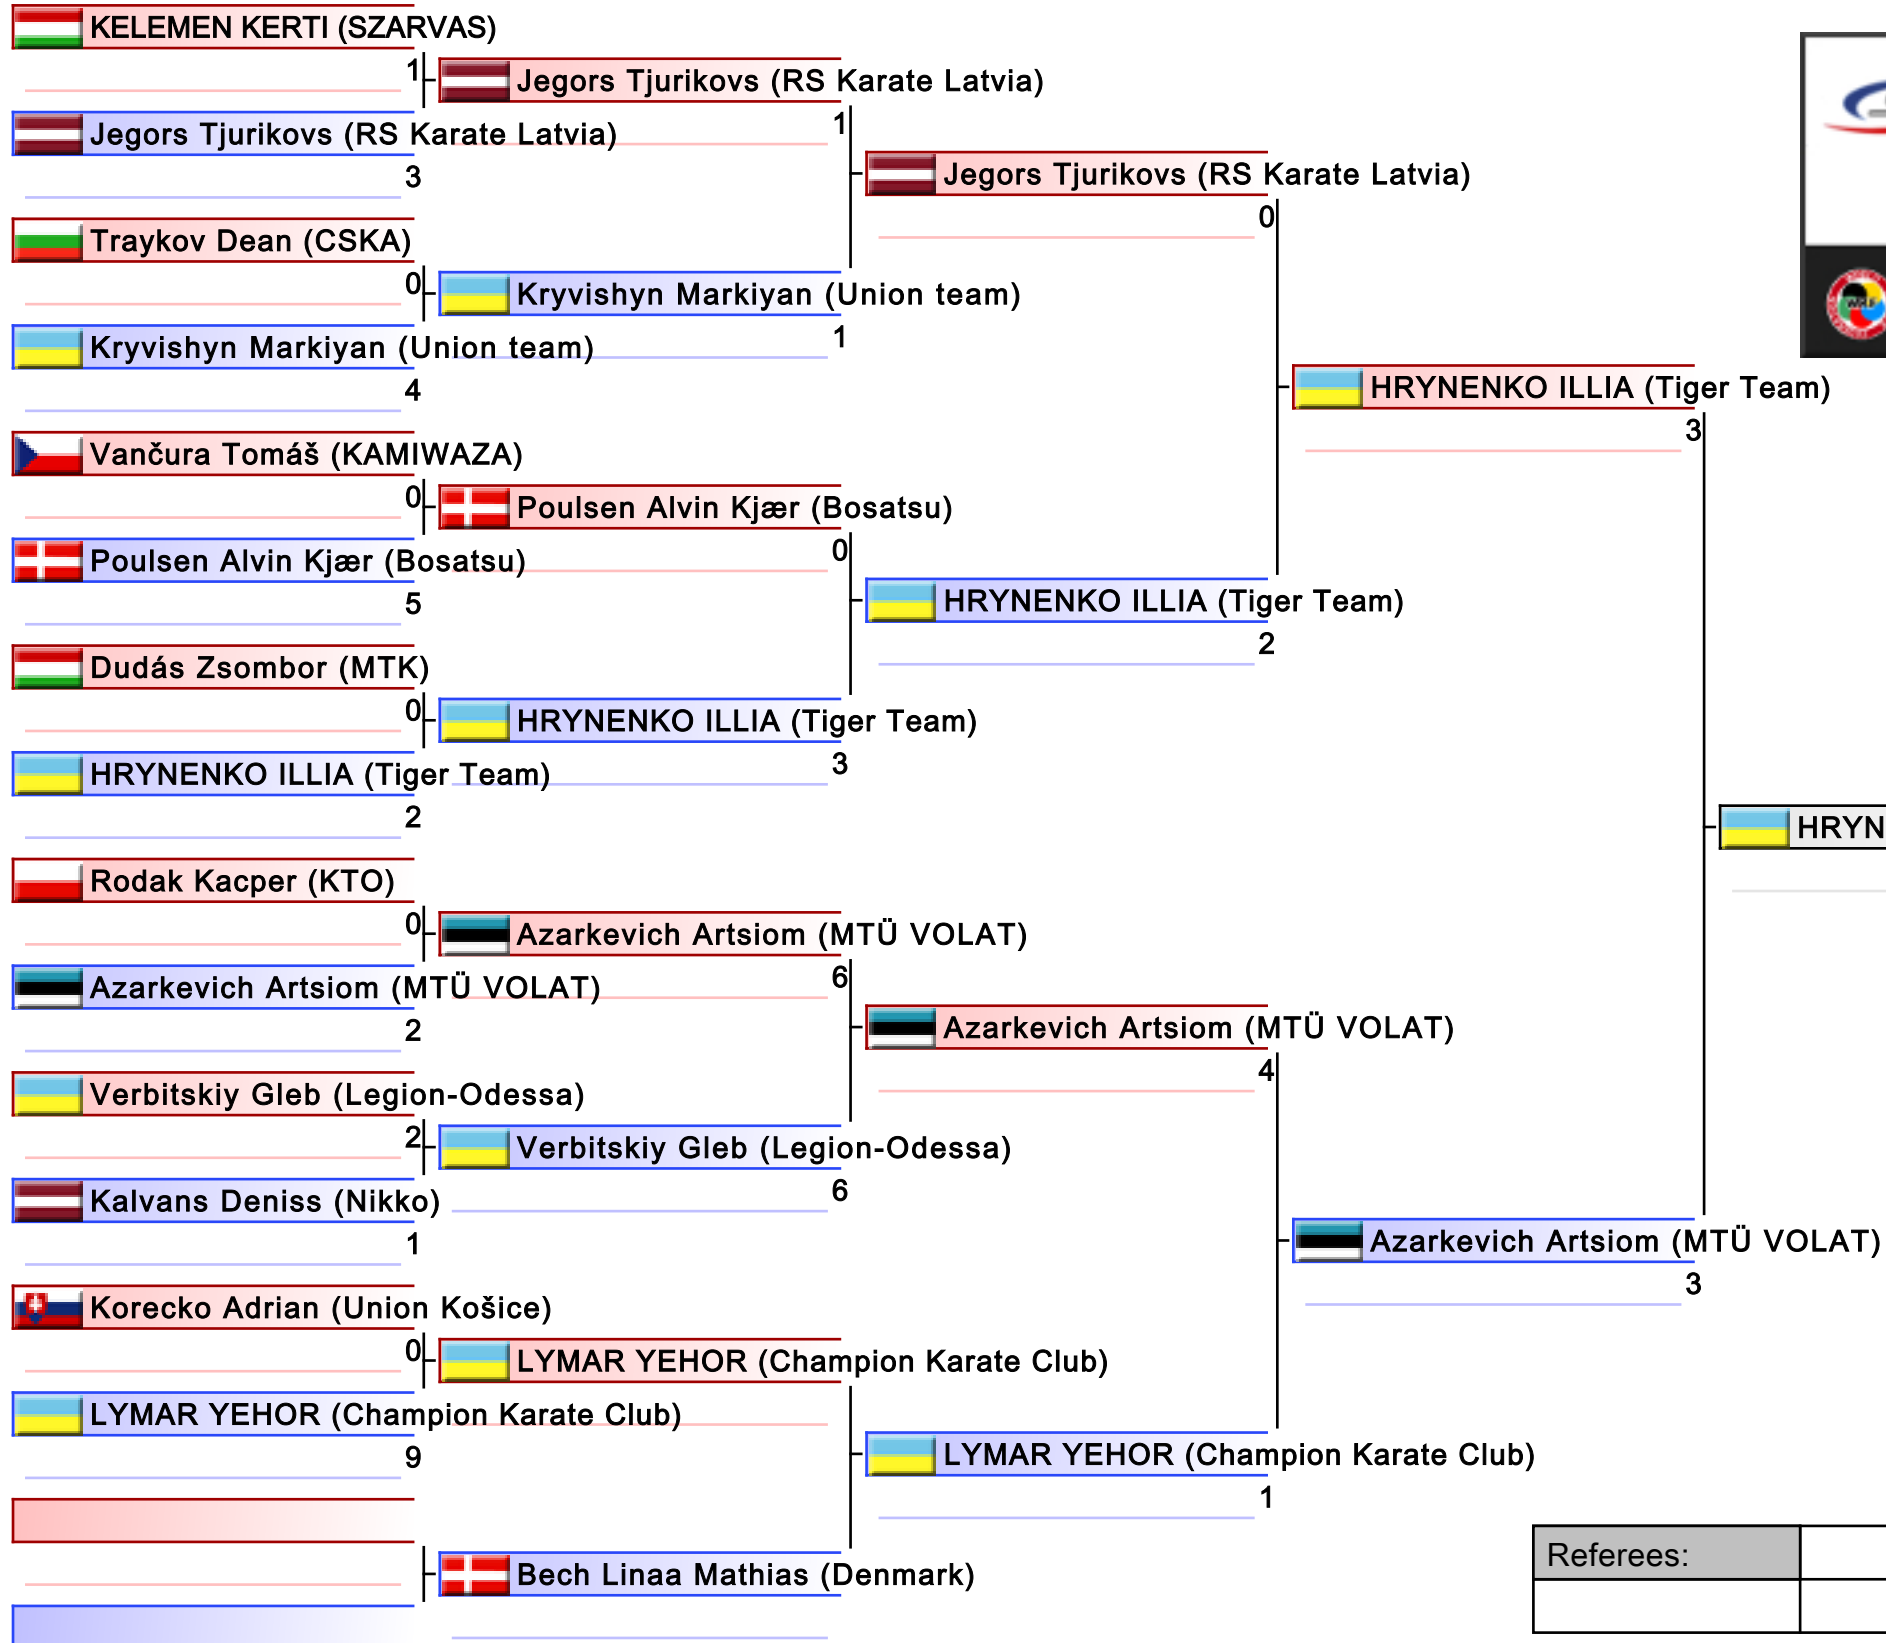 KELEMEN KERTI (SZARVAS)
1
Jegors Tjurikovs (RS Karate Latvia)
Jegors Tjurikovs (RS Karate Latvia)
1
3
Jegors Tjurikovs (RS Karate Latvia)
0
Traykov Dean (CSKA)
0
Kryvishyn Markiyan (Union team)
1
Kryvishyn Markiyan (Union team)
4
HRYNENKO ILLIA (Tiger Team)
3
Vančura Tomáš (KAMIWAZA)
0
Poulsen Alvin Kjær (Bosatsu)
0
Poulsen Alvin Kjær (Bosatsu)
5
HRYNENKO ILLIA (Tiger Team)
2
Dudás Zsombor (MTK)
0
HRYNENKO ILLIA (Tiger Team)
3
HRYNENKO ILLIA (Tiger Team)
2
HRYN
Rodak Kacper (KTO)
0
Azarkevich Artsiom (MTÜ VOLAT)
6
Azarkevich Artsiom (MTÜ VOLAT)
2
Azarkevich Artsiom (MTÜ VOLAT)
4
Verbitskiy Gleb (Legion-Odessa)
2
Verbitskiy Gleb (Legion-Odessa)
6
Kalvans Deniss (Nikko)
1
Azarkevich Artsiom (MTÜ VOLAT)
3
Korecko Adrian (Union Košice)
0
LYMAR YEHOR (Champion Karate Club)
LYMAR YEHOR (Champion Karate Club)
9
LYMAR YEHOR (Champion Karate Club)
1
Bech Linaa Mathias (Denmark)
Referees: